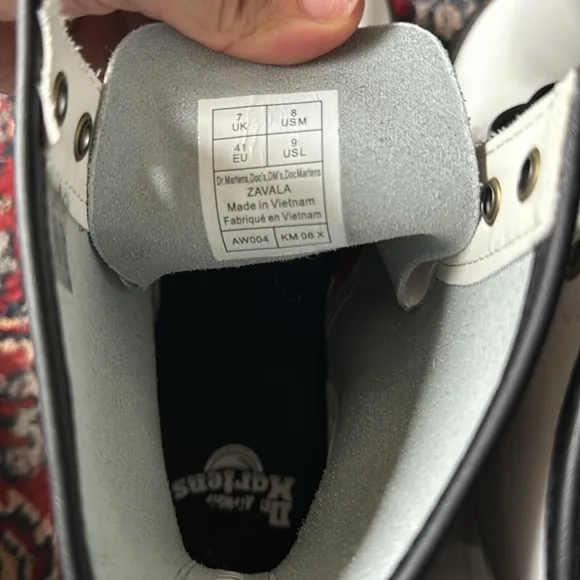 7 UK 8 USM
41 EU 9 USL
Dr.Martens,Doc's,DM's,DocMartens
ZAVALA
Made in Vietnam
Fabriqué en Vietnam
AW004 KM 08 X
Dr. Martens